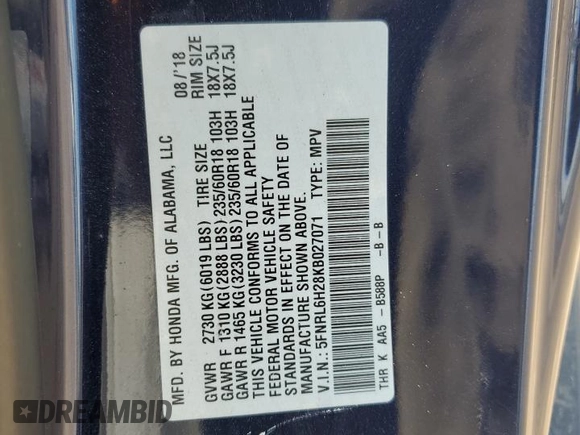 MFD. BY HONDA MFG. OF ALABAMA, LLC 08/'18
GVWR 2730 KG(6019 LBS) TIRE SIZE RIM SIZE
GAWR F 1310 KG(2888 LBS)235/60R18 103H 18X7.5J
GAWR R 1465 KG(3230 LBS)235/60R18 103H 18X7.5J
THIS VEHICLE CONFORMS TO ALL APPLICABLE
FEDERAL MOTOR VEHICLE SAFETY
STANDARDS IN EFFECT ON THE DATE OF
MANUFACTURE SHOWN ABOVE.
V.I.N.: 5FNRL6H28KB027071 TYPE: MPV
THR K AA5 - B588P -B-B
DREAMBID